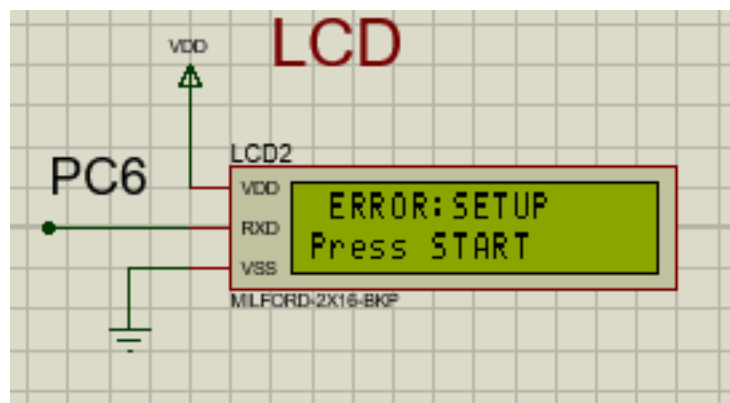 LCD
VDD
LCD2
PC6
VDD
RXD
VSS
ERROR:SETUP
Press START
MILFORD-2X16-BKP